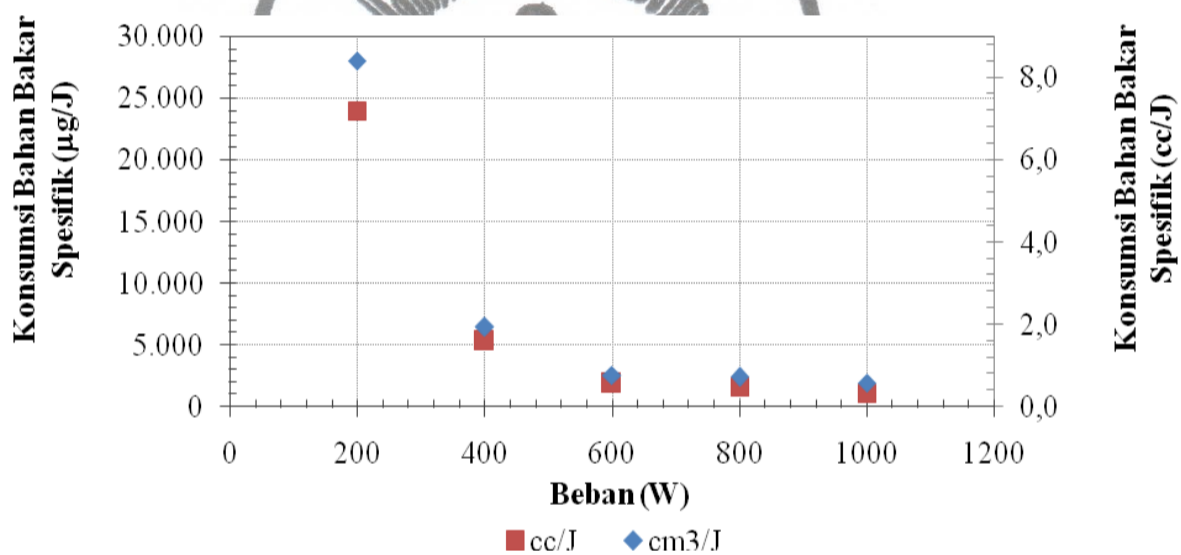 Konsumsi Bahan Bakar
Spesifik (µg/J)
30.000
25.000
20.000
15.000
10.000
5.000
0
8,0
6,0
4,0
2,0
0,0
Konsumsi Bahan Bakar
Spesifik (cc/J)
0 200 400 600 800 1000 1200
Beban (W)
cc/J cm3/J